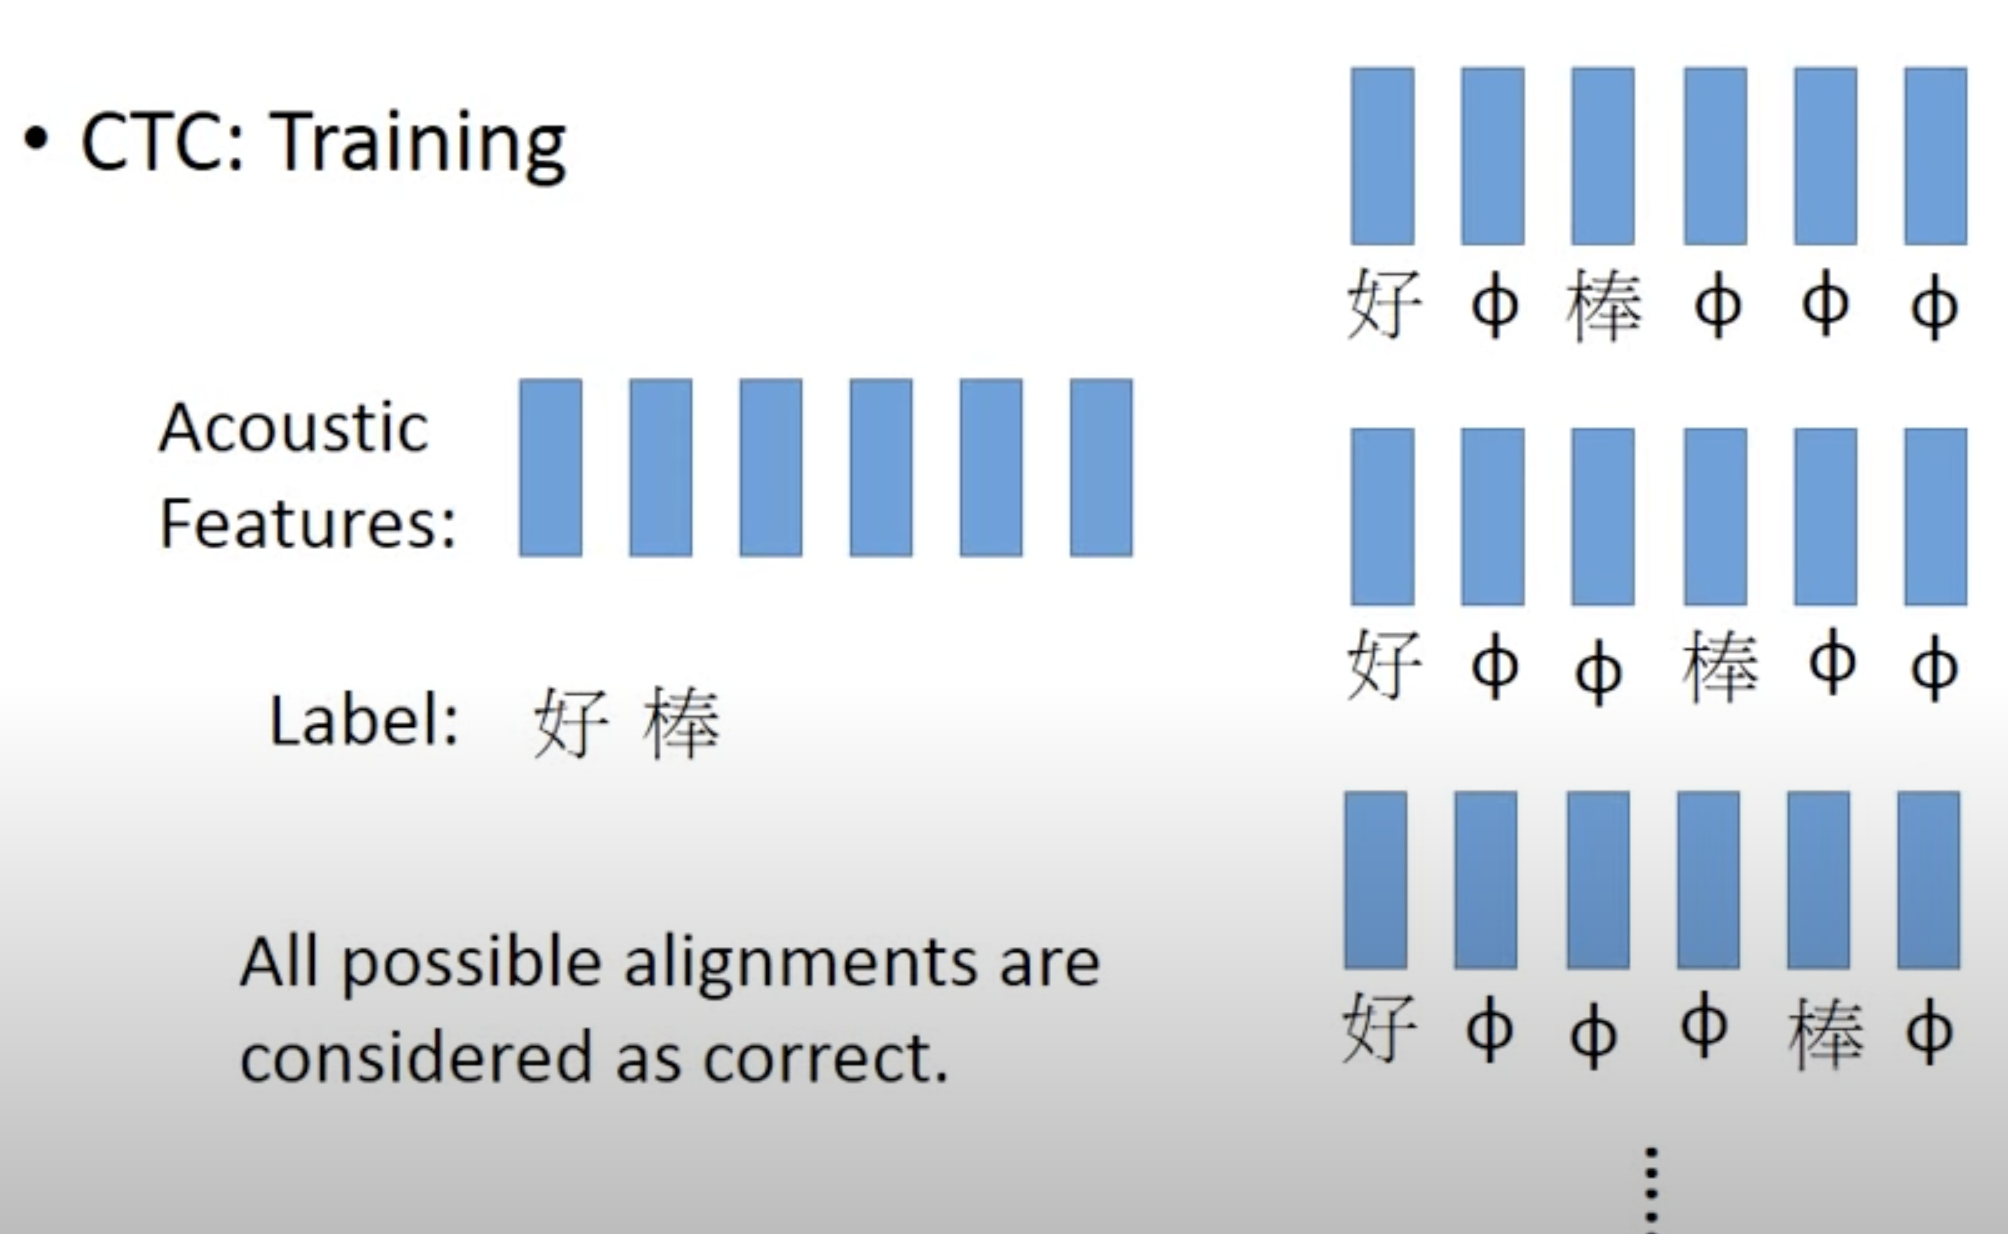 • CTC: Training
Acoustic
Features:
Label: 好 棒
All possible alignments are
considered as correct.
好 ф 棒 ф ф ф
好 ф ф 棒 ф ф
好 ф ф ф 棒 ф